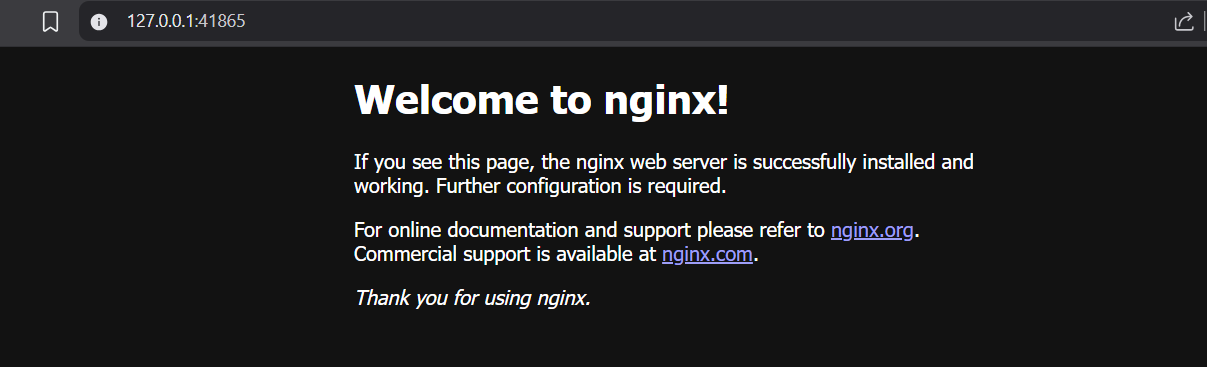 127.0.0.1:41865
Welcome to nginx!
If you see this page, the nginx web server is successfully installed and
working. Further configuration is required.
For online documentation and support please refer to nginx.org.
Commercial support is available at nginx.com.
Thank you for using nginx.